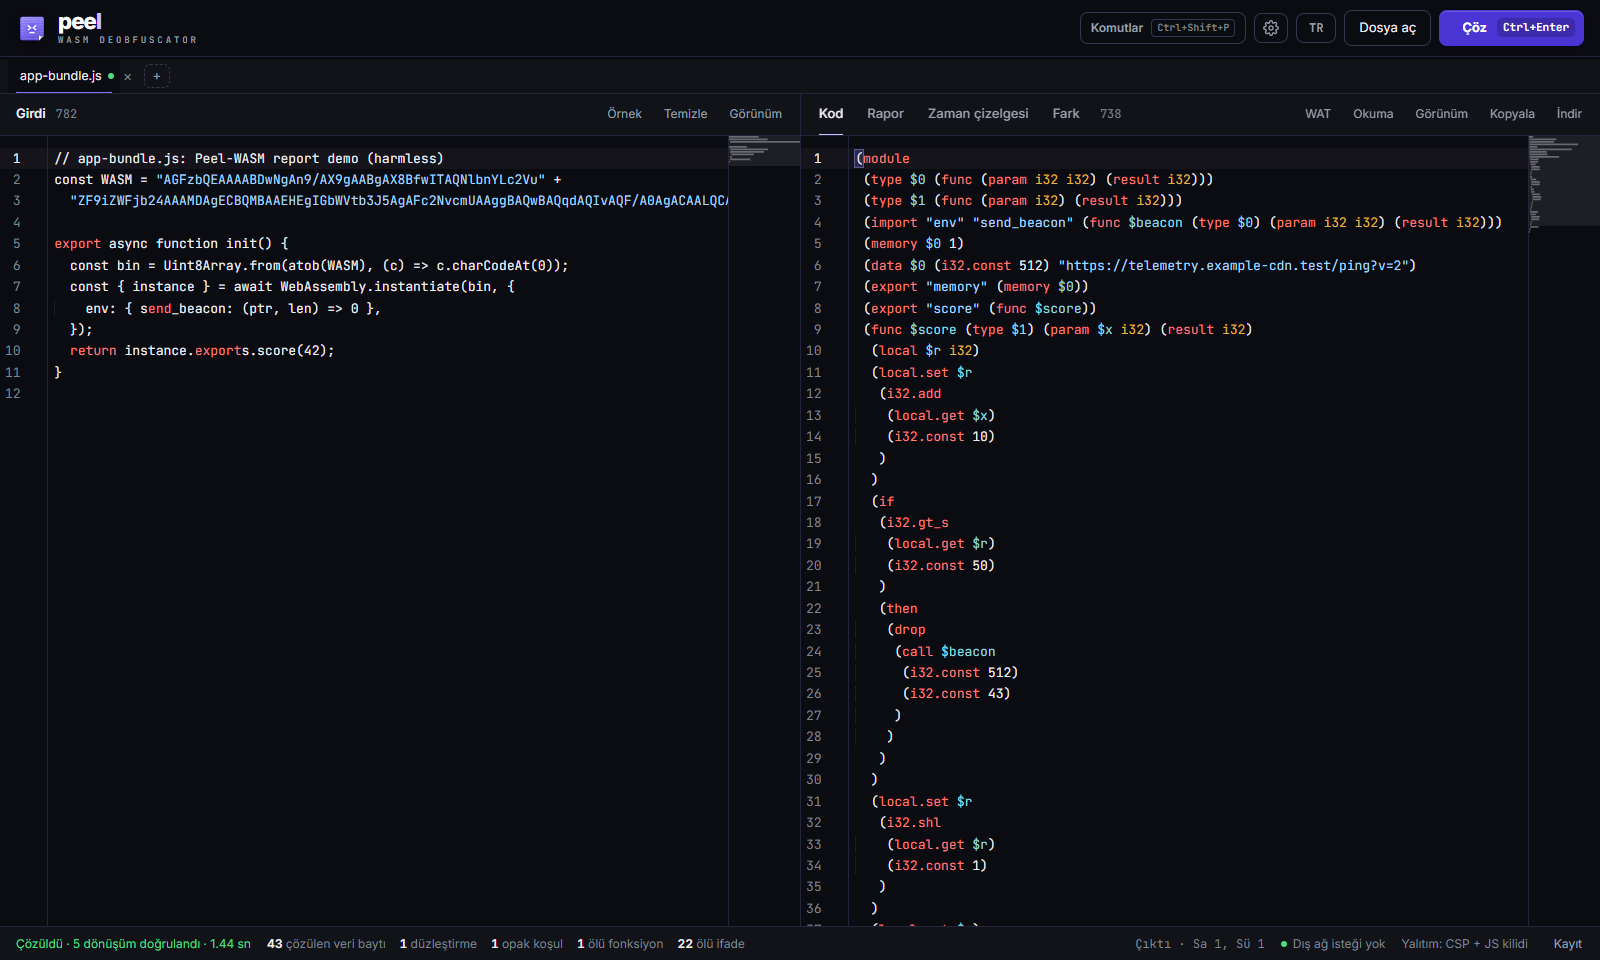 peel
WASM DEOBFUSCATOR
Komutlar Ctrl+Shift+P
TR
Dosya aç
Çöz Ctrl+Enter
app-bundle.js × +
Girdi 782 Örnek Temizle Görünüm
Kod Rapor Zaman çizelgesi Fark 738 WAT Okuma Görünüm Kopyala İndir
1 // app-bundle.js: Peel-WASM report demo (harmless)
2 const WASM = "AGFzbQEAAAABDwNgAn9/AX9gAABgAX8BfwITAQNlbnYLc2Vu" +
3 "ZF9iZWFjb24AAAMDAgECBQMBAAEHEgIGbWVtb3J5AgAFc2NvcmUAAggBAQwBAQqdAQIvAQF/A0AgACAALQCA
4
5 export async function init() {
6 const bin = Uint8Array.from(atob(WASM), (c) => c.charCodeAt(0));
7 const { instance } = await WebAssembly.instantiate(bin, {
8 env: { send_beacon: (ptr, len) => 0 },
9 });
10 return instance.exports.score(42);
11 }
12
1 (module
2 (type $0 (func (param i32 i32) (result i32)))
3 (type $1 (func (param i32) (result i32)))
4 (import "env" "send_beacon" (func $beacon (type $0) (param i32 i32) (result i32)))
5 (memory $0 1)
6 (data $0 (i32.const 512) "https://telemetry.example-cdn.test/ping?v=2")
7 (export "memory" (memory $0))
8 (export "score" (func $score))
9 (func $score (type $1) (param $x i32) (result i32)
10 (local $r i32)
11 (local.set $r
12 (i32.add
13 (local.get $x)
14 (i32.const 10)
15 )
16 )
17 (if
18 (i32.gt_s
19 (local.get $r)
20 (i32.const 50)
21 )
22 (then
23 (drop
24 (call $beacon
25 (i32.const 512)
26 (i32.const 43)
27 )
28 )
29 )
30 )
31 (local.set $r
32 (i32.shl
33 (local.get $r)
34 (i32.const 1)
35 )
36 )
Çözüldü · 5 dönüşüm doğrulandı · 1.44 sn 43 çözülen veri baytı 1 düzleştirme 1 opak koşul 1 ölü fonksiyon 22 ölü ifade
Çıktı · Sa 1, Sü 1 Dış ağ isteği yok Yalıtım: CSP + JS kilidi Kayıt